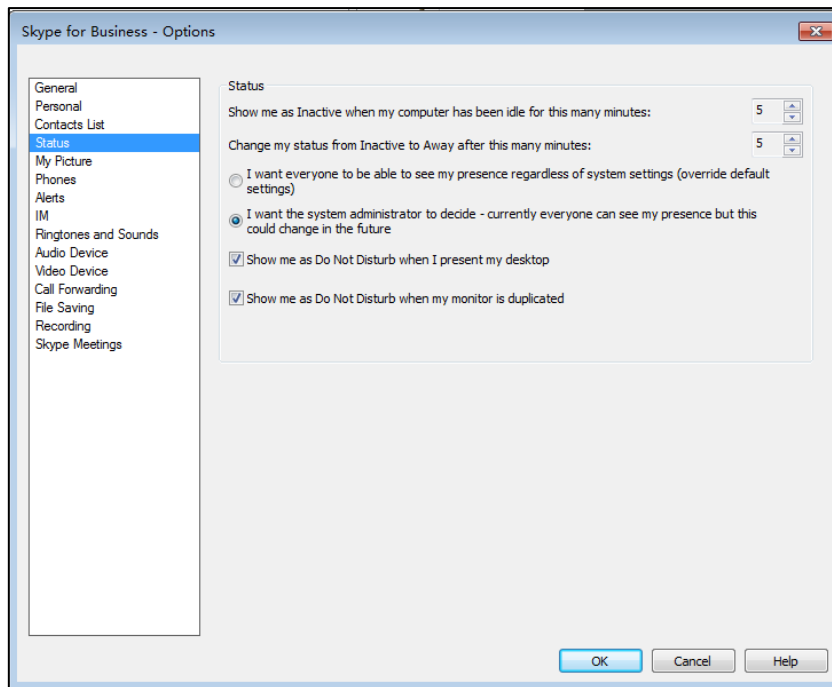 Skype for Business - Options
General
Personal
Contacts List
Status
My Picture
Phones
Alerts
IM
Ringtones and Sounds
Audio Device
Video Device
Call Forwarding
File Saving
Recording
Skype Meetings
Status
Show me as Inactive when my computer has been idle for this many minutes: 5
Change my status from Inactive to Away after this many minutes: 5
I want everyone to be able to see my presence regardless of system settings (override default
settings)
I want the system administrator to decide - currently everyone can see my presence but this
could change in the future
Show me as Do Not Disturb when I present my desktop
Show me as Do Not Disturb when my monitor is duplicated
OK Cancel Help